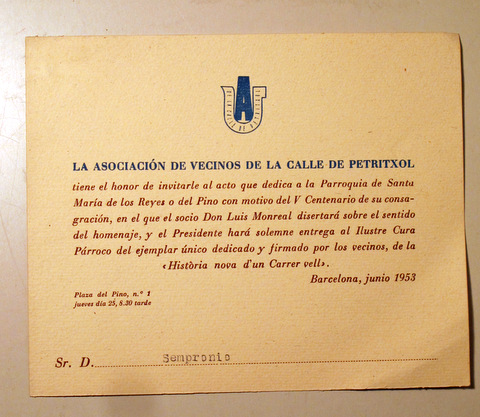 A
LA ASOCIACIÓN DE VECINOS DE LA CALLE DE PETRITXOL
tiene el honor de invitarle al acto que dedica a la Parroquia de Santa
María de los Reyes o del Pino con motivo del V Centenario de su consa-
gración, en el que el socio Don Luis Monreal disertará sobre el sentido
del homenaje, y el Presidente hará solemne entrega al Ilustre Cura
Párroco del ejemplar único dedicado y firmado por los vecinos, de la
«Història nova d'un Carrer vell».
Barcelona, junio 1953
Plaza del Pino, n.º 1
jueves día 25, 8.30 tarde
Sr. D. Sempronio